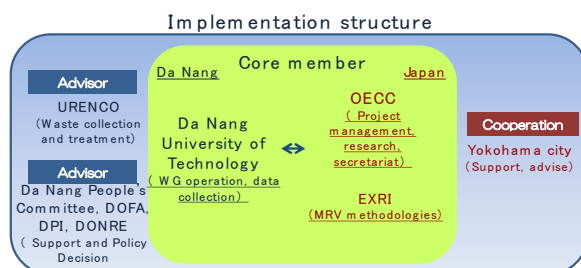 Implementation structure
Core member
Da Nang
Japan
Advisor
URENCO
(Waste collection
and treatment)
Advisor
Da Nang People's
Committee, DOFA,
DPI, DONRE
( Support and Policy
Decision
Da Nang
University of
Technology
( WG operation, data
collection)
OECC
( Project
management,
research,
secretariat)
EXRI
(MRV methodologies)
Cooperation
Yokohama city
(Support, advise)